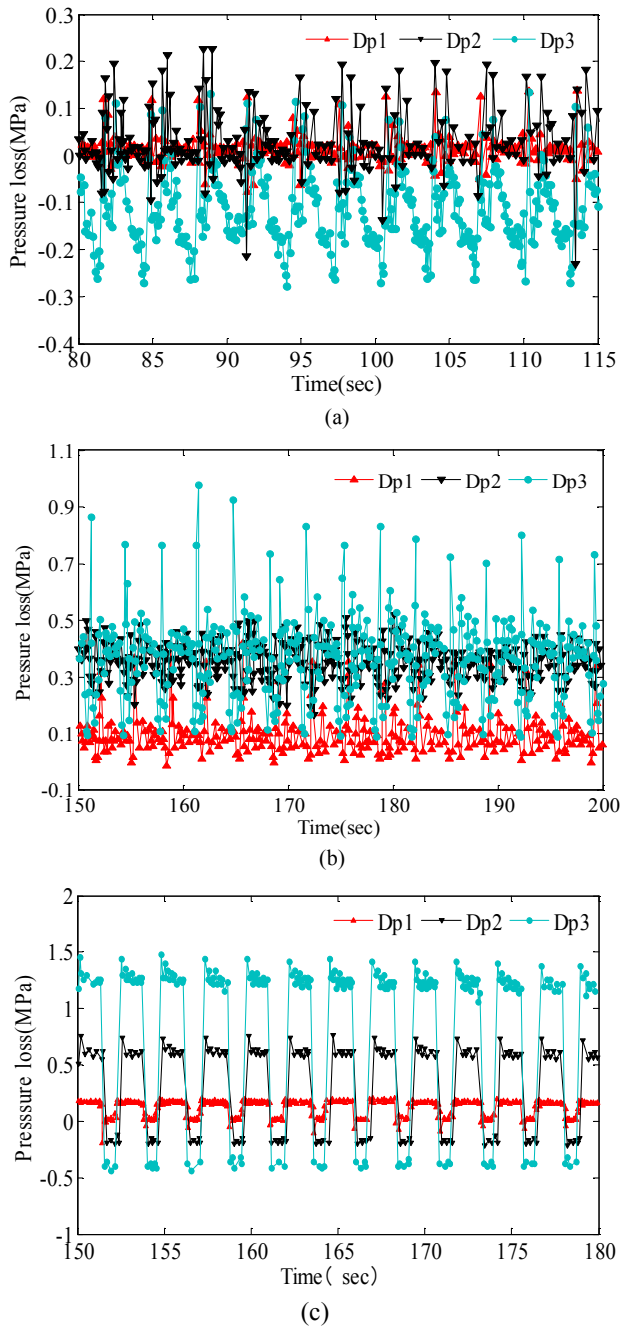 0.3
Dp1 Dp2 Dp3
0.2
0.1
0
-0.1
-0.2
-0.3
-0.4
Pressure loss(MPa)
80 85 90 95 100 105 110 115
Time(sec)
(a)
1.1
Dp1 Dp2 Dp3
0.9
0.7
0.5
0.3
0.1
-0.1
Pressure loss(MPa)
150 160 170 180 190 200
Time(sec)
(b)
2
Dp1 Dp2 Dp3
1.5
1
0.5
0
-0.5
-1
Presssure loss(MPa)
150 155 160 165 170 175 180
Time( sec)
(c)